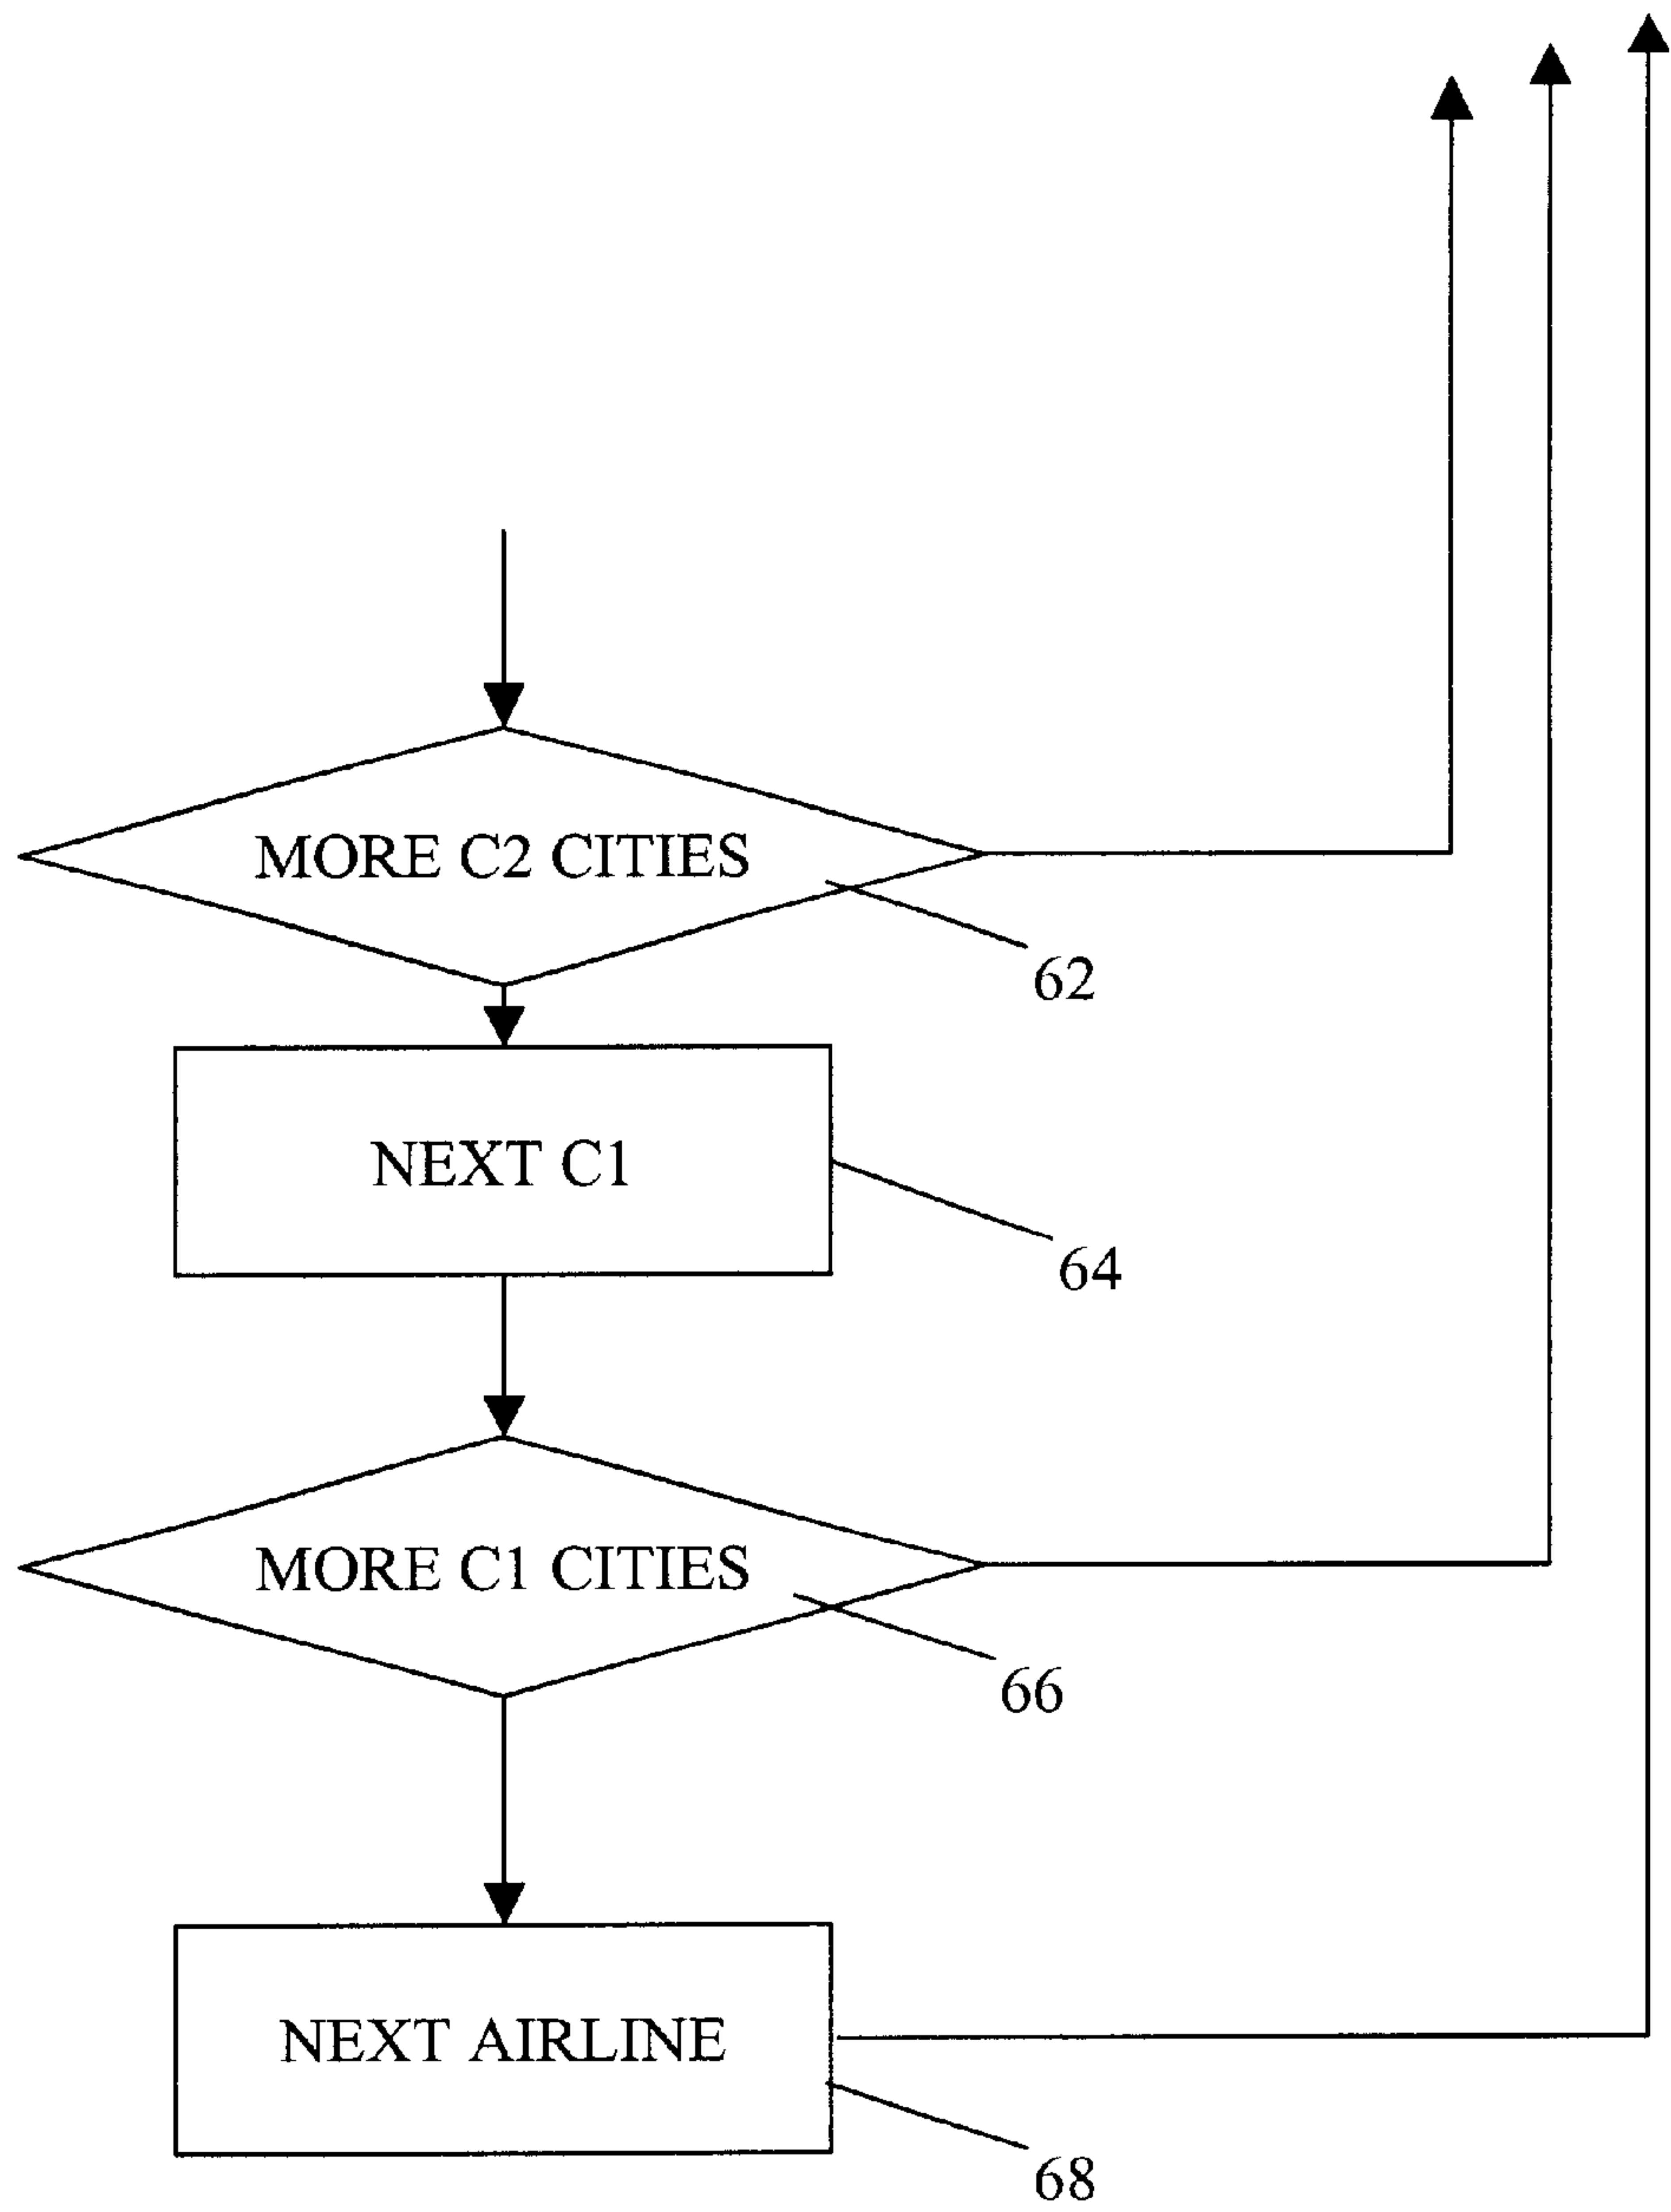 MORE C2 CITIES
62
NEXT C1
64
MORE C1 CITIES
66
NEXT AIRLINE
68